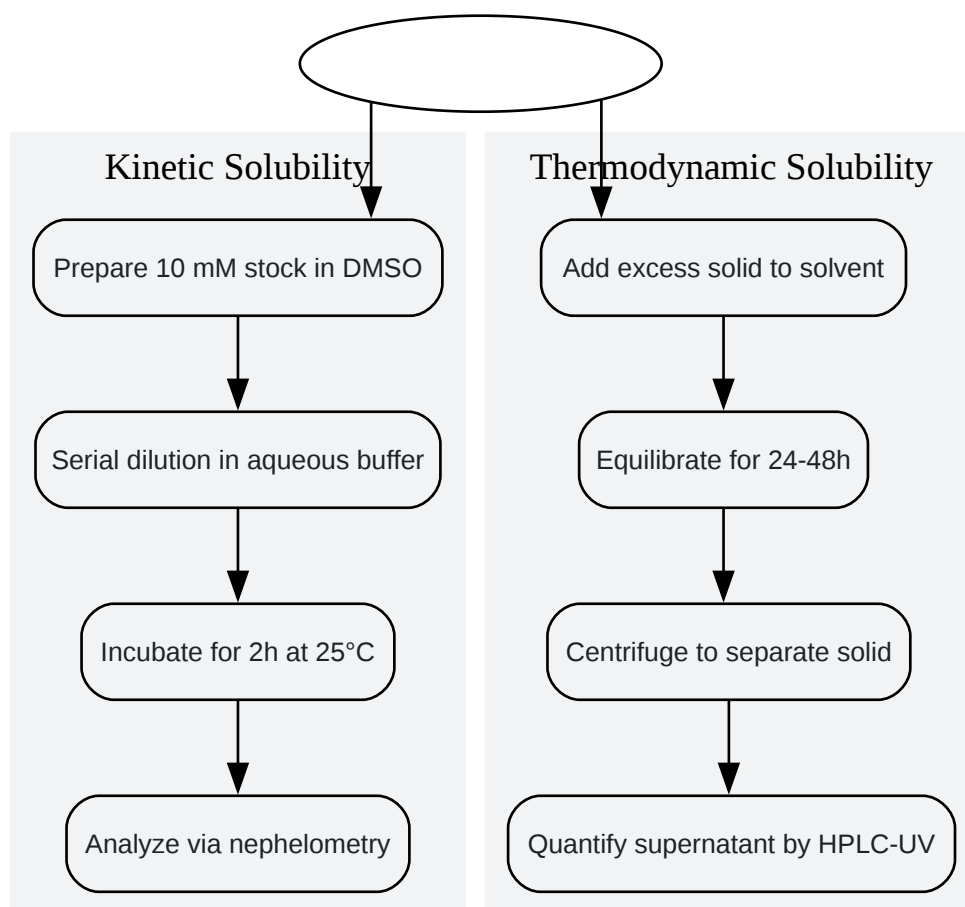 Kinetic Solubility
Prepare 10 mM stock in DMSO
Serial dilution in aqueous buffer
Incubate for 2h at 25°C
Analyze via nephelometry
Thermodynamic Solubility
Add excess solid to solvent
Equilibrate for 24-48h
Centrifuge to separate solid
Quantify supernatant by HPLC-UV